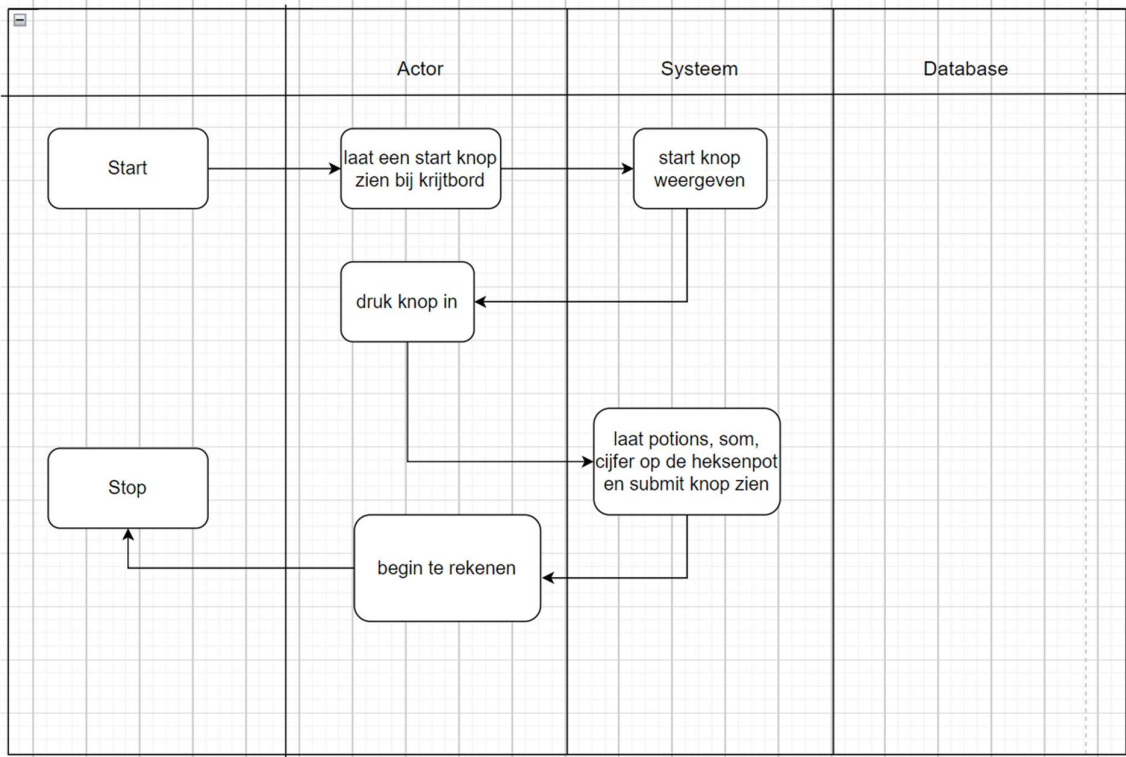 Actor
Systeem
Database
Start
laat een start knop
zien bij krijtbord
start knop
weergeven
druk knop in
laat potions, som,
cijfer op de heksenpot
en submit knop zien
Stop
begin te rekenen